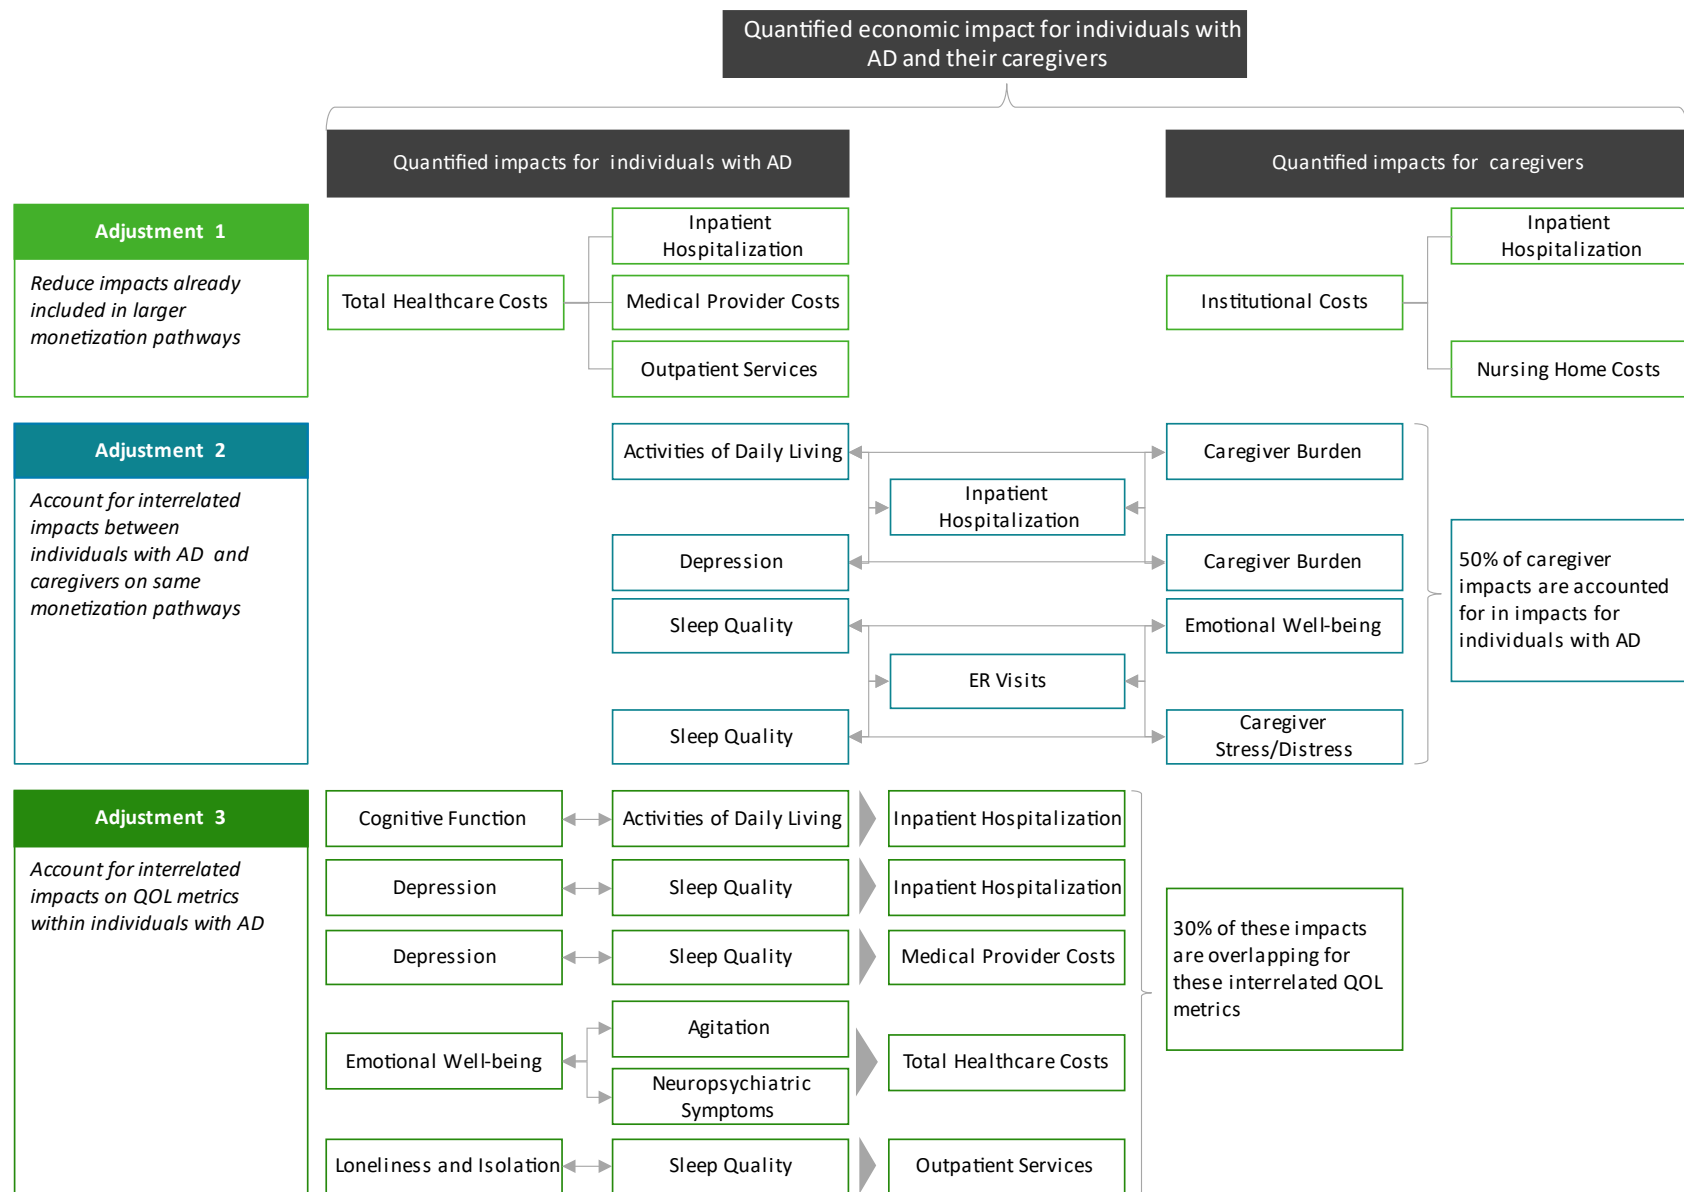 Quantified economic impact for individuals with
AD and their caregivers
Quantified impacts for individuals with AD
Quantified impacts for caregivers
Adjustment 1
Reduce impacts already
included in larger
monetization pathways
Total Healthcare Costs
Inpatient
Hospitalization
Medical Provider Costs
Outpatient Services
Institutional Costs
Inpatient
Hospitalization
Nursing Home Costs
Adjustment 2
Account for interrelated
impacts between
individuals with AD and
caregivers on same
monetization pathways
Activities of Daily Living
Caregiver Burden
Inpatient
Hospitalization
Depression
Caregiver Burden
Sleep Quality
Emotional Well-being
ER Visits
Sleep Quality
Caregiver
Stress/Distress
50% of caregiver
impacts are accounted
for in impacts for
individuals with AD
Adjustment 3
Account for interrelated
impacts on QOL metrics
within individuals with AD
Cognitive Function
Activities of Daily Living
Inpatient Hospitalization
Depression
Sleep Quality
Inpatient Hospitalization
Depression
Sleep Quality
Medical Provider Costs
Emotional Well-being
Agitation
Neuropsychiatric
Symptoms
Total Healthcare Costs
Loneliness and Isolation
Sleep Quality
Outpatient Services
30% of these impacts
are overlapping for
these interrelated QOL
metrics